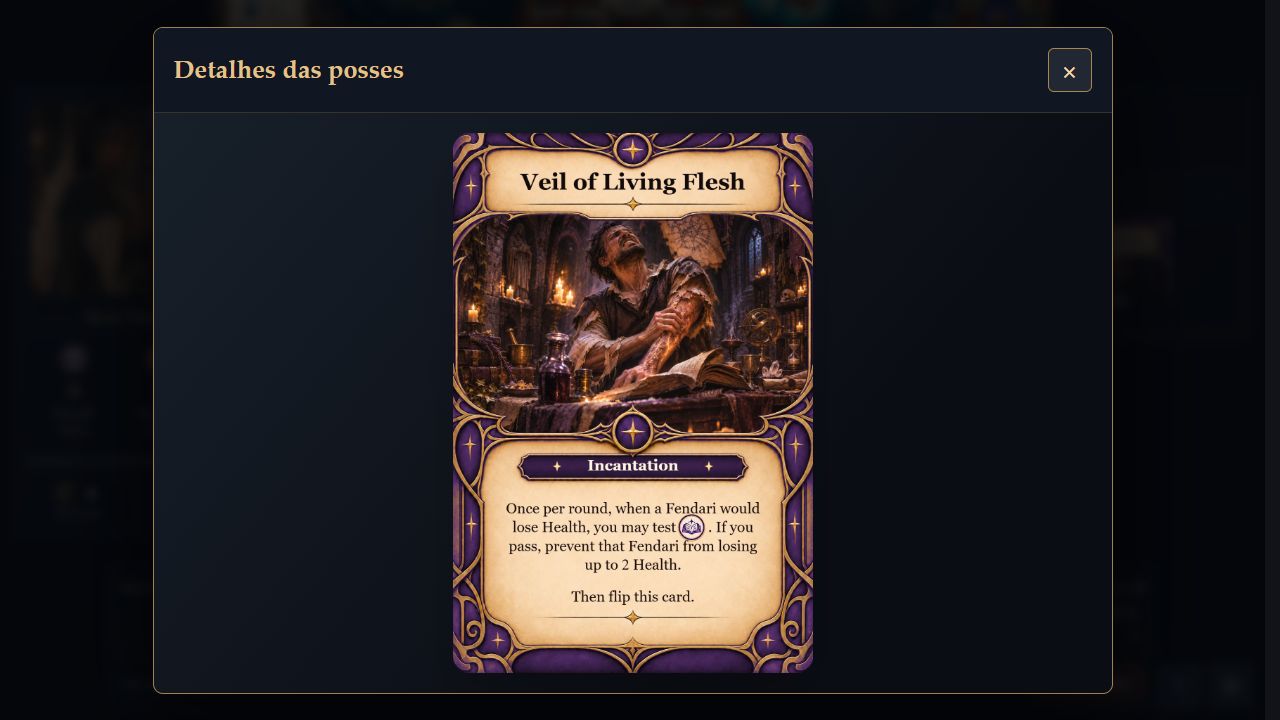 Detalhes das posses
×
Veil of Living Flesh
Incantation
Once per round, when a Fendari would
lose Health, you may test . If you
pass, prevent that Fendari from losing
up to 2 Health.
Then flip this card.